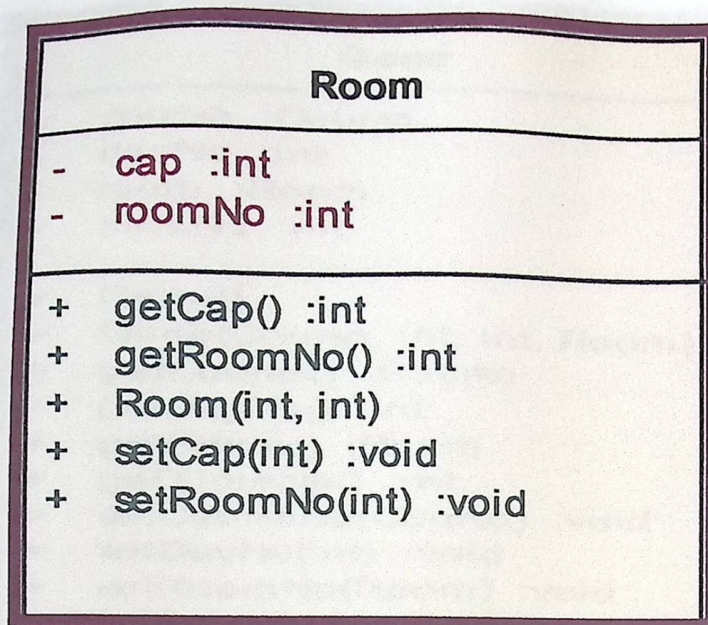 Room
- cap :int
- roomNo :int
+ getCap() :int
+ getRoomNo() :int
+ Room(int, int)
+ setCap(int) :void
+ setRoomNo(int) :void